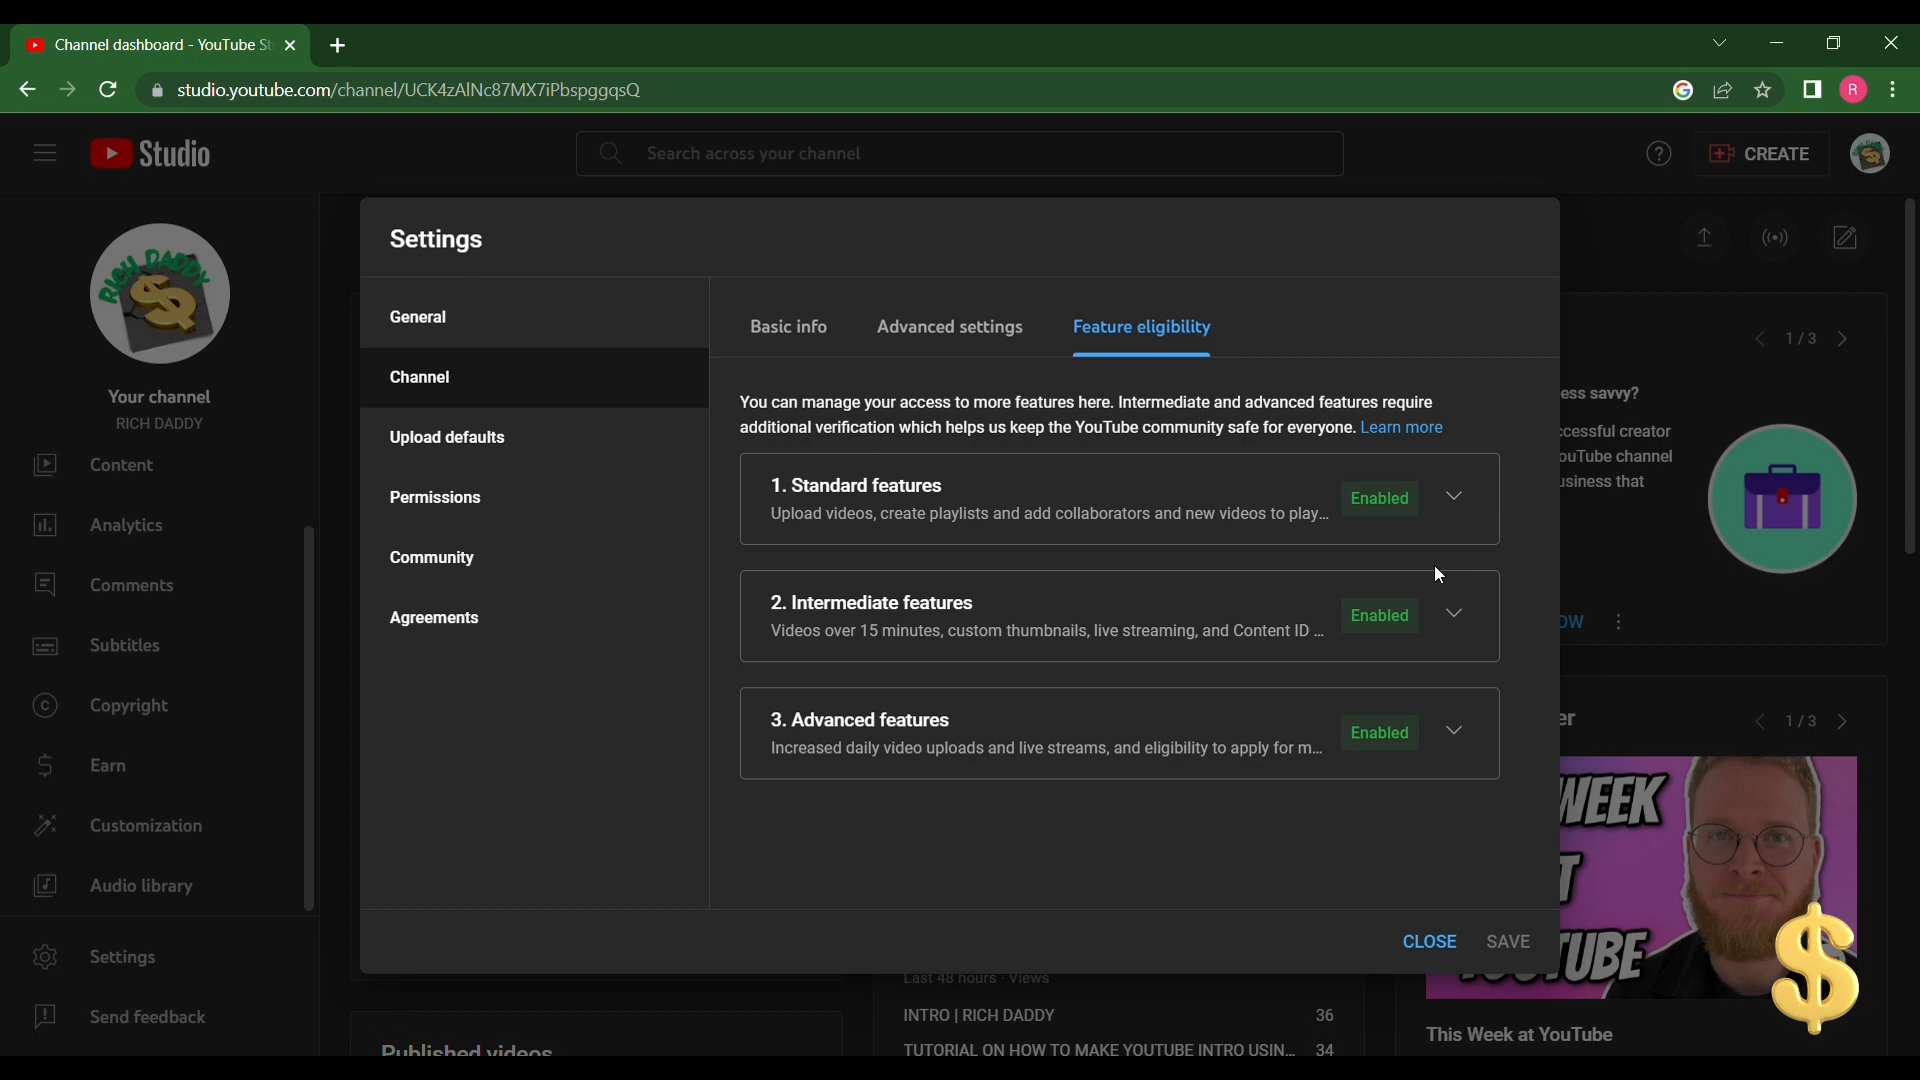 Channel dashboard - YouTube St
studio.youtube.com/channel/UCK4zAlNc87MX7iPbspggqsQ
R
Studio
Search across your channel
CREATE
RICH DADDY
Your channel
RICH DADDY
Content
Analytics
Comments
Subtitles
Copyright
Earn
Customization
Audio library
Settings
Send feedback
Settings
General
Channel
Upload defaults
Permissions
Community
Agreements
Basic info
Advanced settings
Feature eligibility
You can manage your access to more features here. Intermediate and advanced features require
additional verification which helps us keep the YouTube community safe for everyone. Learn more
1. Standard features
Upload videos, create playlists and add collaborators and new videos to play...
Enabled
2. Intermediate features
Videos over 15 minutes, custom thumbnails, live streaming, and Content ID ...
Enabled
3. Advanced features
Increased daily video uploads and live streams, and eligibility to apply for m...
Enabled
CLOSE
SAVE
1 / 3
ess savvy?
ccessful creator
ouTube channel
usiness that
OW
er
1 / 3
WEEK
T
YOUTUBE
This Week at YouTube
Last 48 hours · Views
INTRO | RICH DADDY 36
TUTORIAL ON HOW TO MAKE YOUTUBE INTRO USIN... 34
Published videos